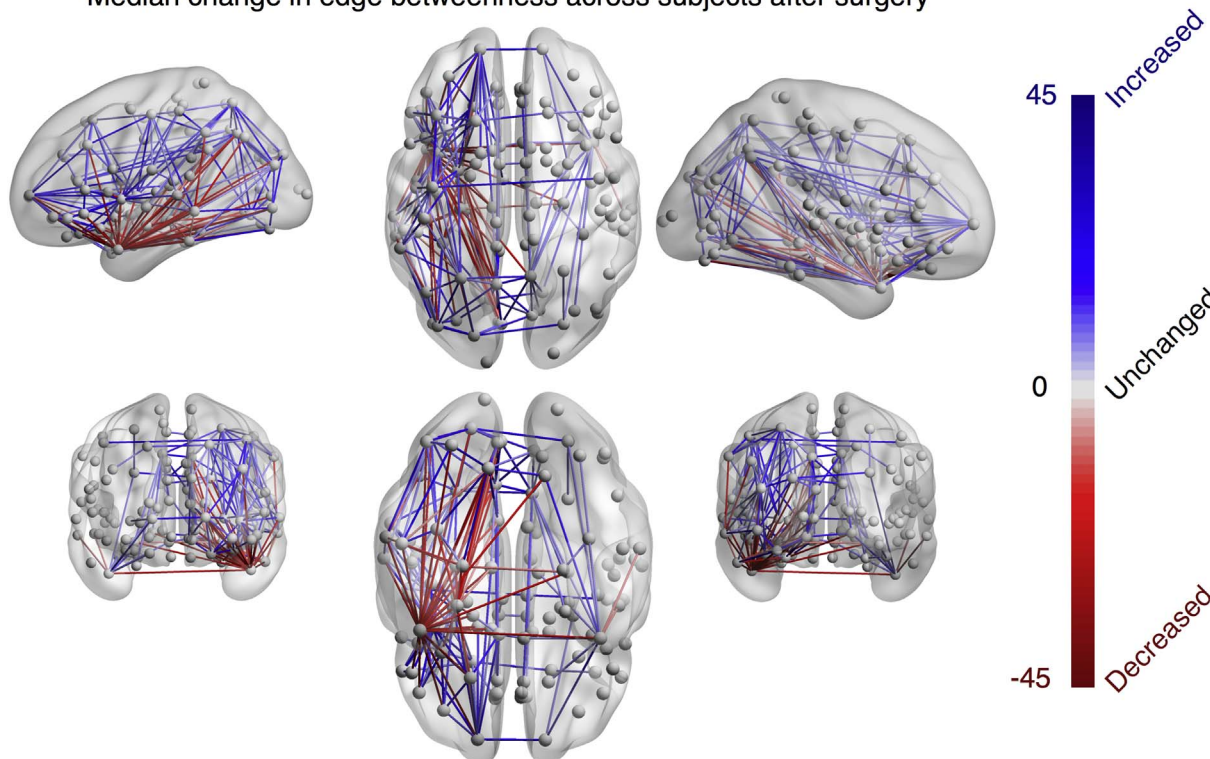 Median change in edge betweenness across subjects after surgery
45
Increased
0
Unchanged
-45
Decreased